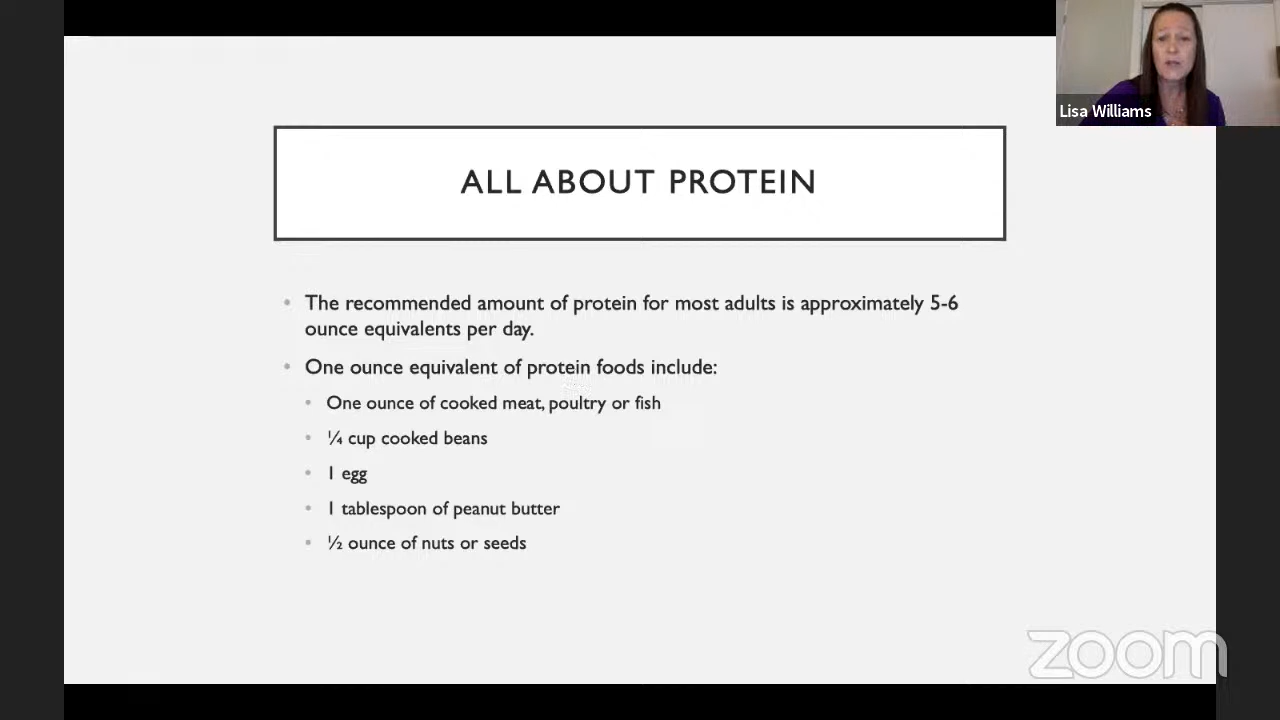 Lisa Williams
ALL ABOUT PROTEIN
The recommended amount of protein for most adults is approximately 5-6
ounce equivalents per day.
One ounce equivalent of protein foods include:
One ounce of cooked meat, poultry or fish
¼ cup cooked beans
1 egg
1 tablespoon of peanut butter
½ ounce of nuts or seeds
zoom